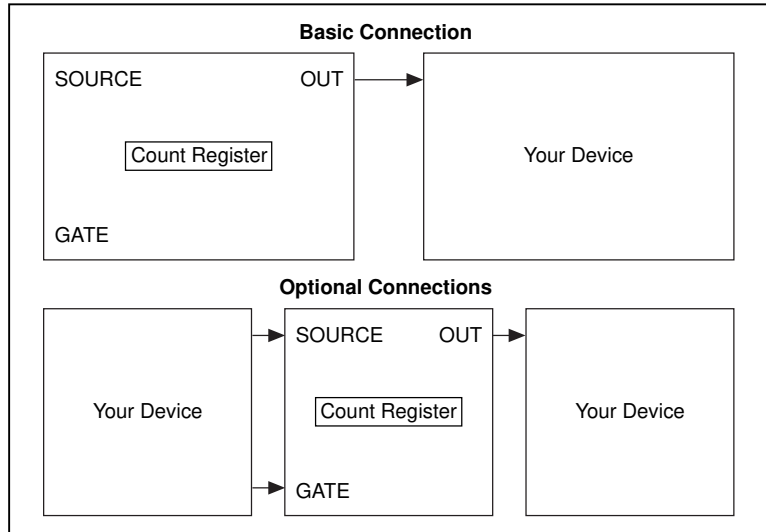 Basic Connection
SOURCE OUT
Count Register
Your Device
GATE
Optional Connections
SOURCE OUT
Your Device
Count Register
Your Device
GATE